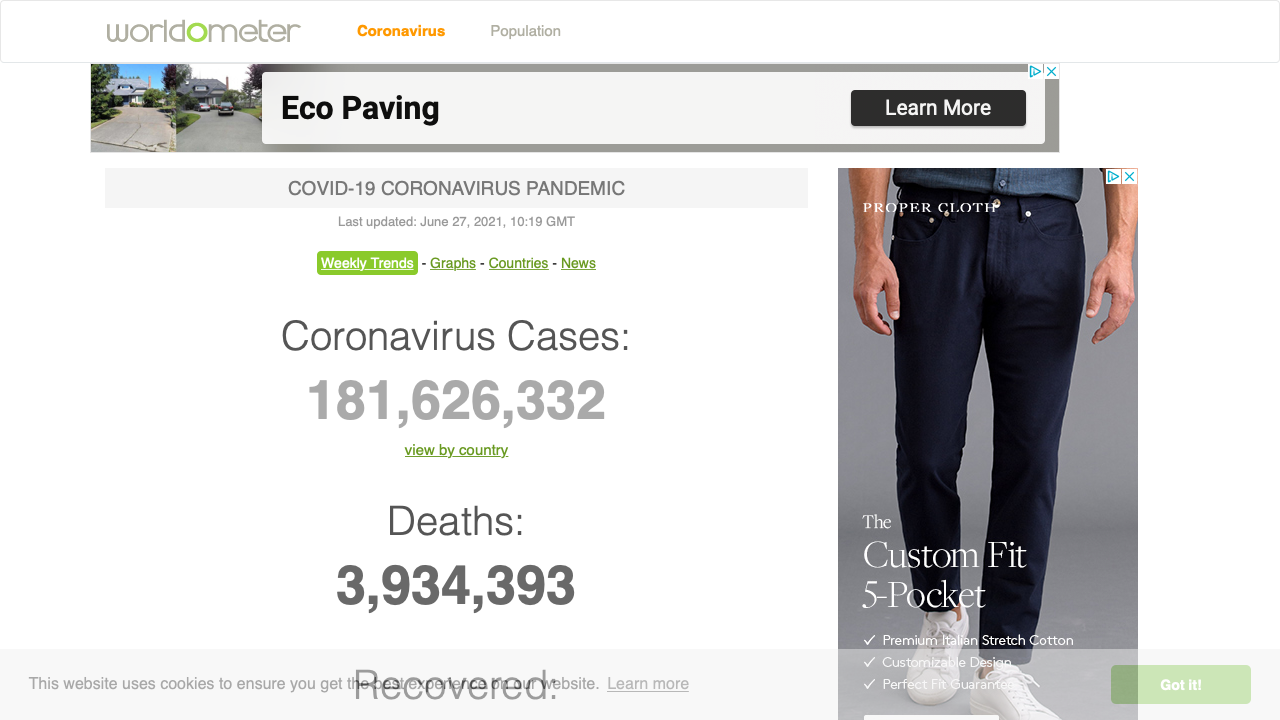 worldometer
Coronavirus
Population
Eco Paving
Learn More
COVID-19 CORONAVIRUS PANDEMIC
Last updated: June 27, 2021, 10:19 GMT
Weekly Trends - Graphs - Countries - News
Coronavirus Cases:
181,626,332
view by country
Deaths:
3,934,393
Recovered:
PROPER CLOTH
The
Custom Fit
5-Pocket
✓ Premium Italian Stretch Cotton
✓ Customizable Design
✓ Perfect Fit Guarantee
This website uses cookies to ensure you get the best experience on our website. Learn more
Got it!